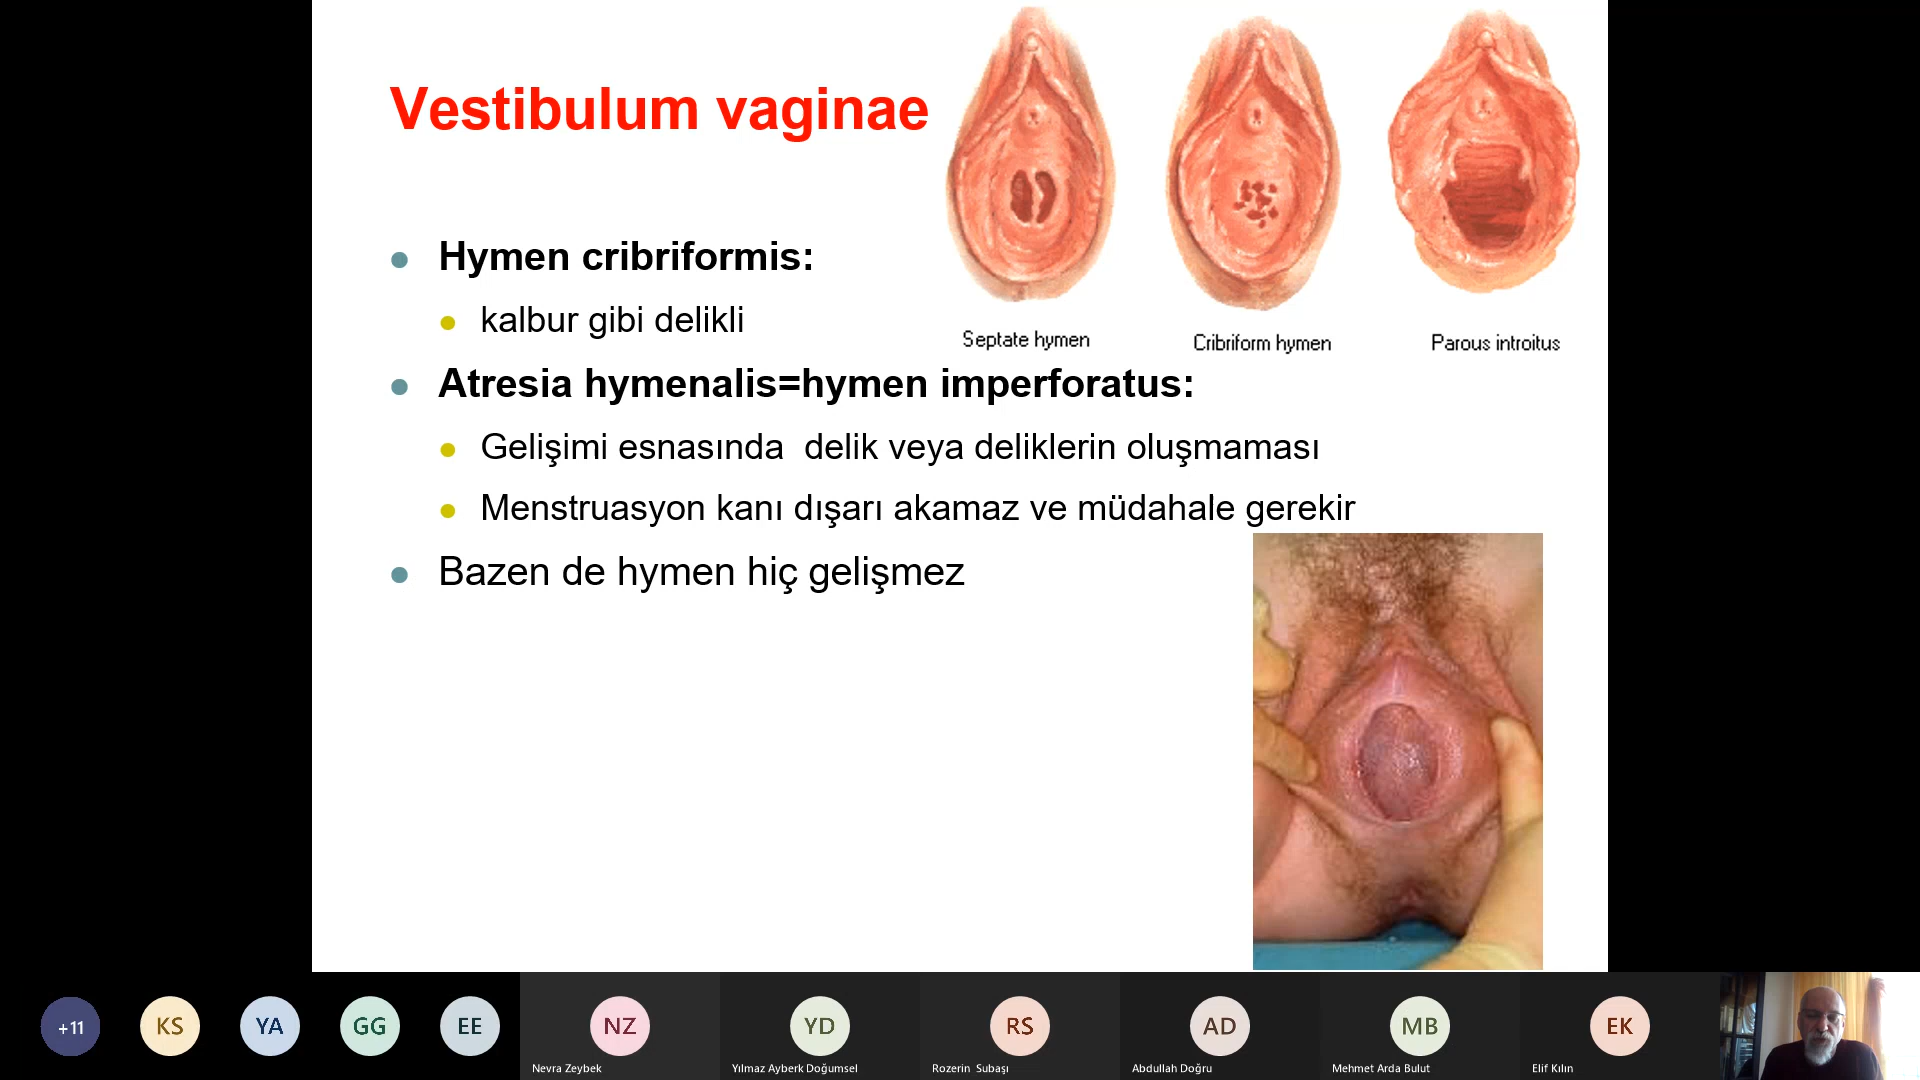 Vestibulum vaginae
Hymen cribriformis:
kalbur gibi delikli
Septate hymen
Cribriform hymen
Parous introitus
Atresia hymenalis=hymen imperforatus:
Gelişimi esnasında  delik veya deliklerin oluşmaması
Menstruasyon kanı dışarı akamaz ve müdahale gerekir
Bazen de hymen hiç gelişmez
+11
KS
YA
GG
EE
NZ
YD
RS
AD
MB
EK
Nevra Zeybek
Yılmaz Ayberk Doğumsel
Rozerin Subaşı
Abdullah Doğru
Mehmet Arda Bulut
Elif Kılın